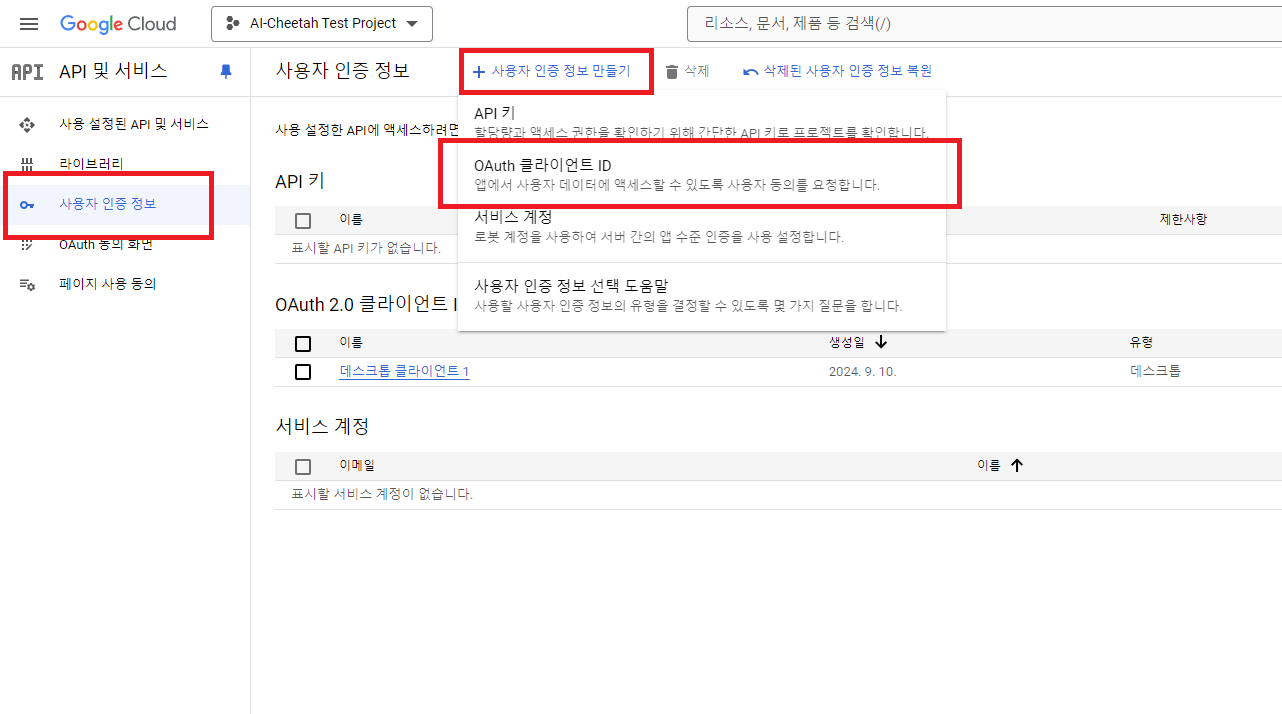 Google Cloud
AI-Cheetah Test Project
리소스, 문서, 제품 등 검색(/)
API API 및 서비스
사용자 인증 정보
사용자 인증 정보 만들기
삭제
삭제된 사용자 인증 정보 복원
사용 설정된 API 및 서비스
라이브러리
사용자 인증 정보
OAuth 동의 화면
페이지 사용 동의
사용 설정한 API에 액세스하려면
API 키
할당량과 액세스 권한을 확인하기 위해 간단한 API 키로 프로젝트를 확인합니다.
OAuth 클라이언트 ID
앱에서 사용자 데이터에 액세스할 수 있도록 사용자 동의를 요청합니다.
서비스 계정
로봇 계정을 사용하여 서버 간의 앱 수준 인증을 사용 설정합니다.
사용자 인증 정보 선택 도움말
사용할 사용자 인증 정보의 유형을 결정할 수 있도록 몇 가지 질문을 합니다.
API 키
이름
제한사항
표시할 API 키가 없습니다.
OAuth 2.0 클라이언트 I
이름
생성일
유형
데스크톱 클라이언트 1
2024. 9. 10.
데스크톱
서비스 계정
이메일
이름
표시할 서비스 계정이 없습니다.